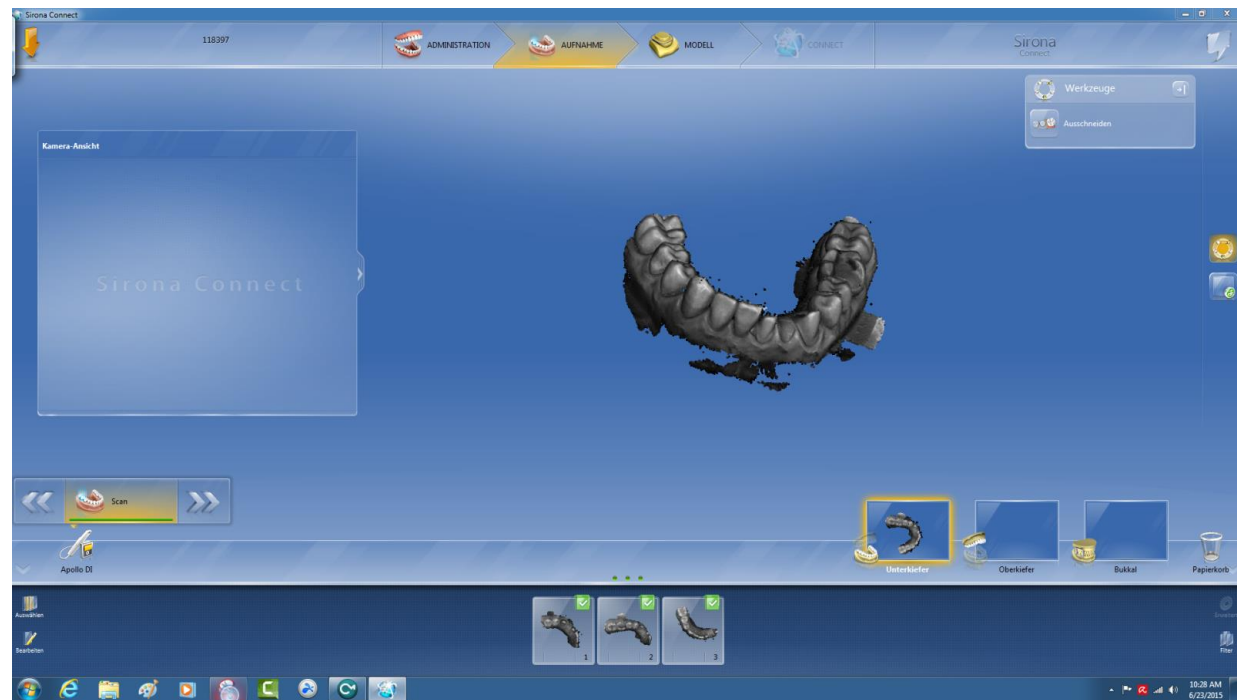 Sirona Connect
118397
ADMINISTRATION
AUFNAHME
MODELL
CONNECT
Sirona
Connect
Werkzeuge
Ausschneiden
Kamera-Ansicht
Sirona Connect
Scan
Apollo DI
Unterkiefer
Oberkiefer
Bukkal
Papierkorb
Auswählen
Bearbeiten
1
2
3
Filter
10:28 AM
6/23/2015